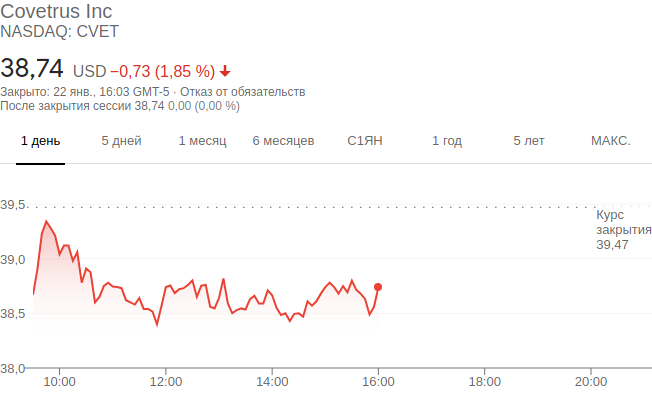 Covetrus Inc
NASDAQ: CVET
38,74 USD −0,73 (1,85 %)
Закрыто: 22 янв., 16:03 GMT-5 · Отказ от обязательств
После закрытия сессии 38,74 0,00 (0,00 %)
1 день 5 дней 1 месяц 6 месяцев С1ЯН 1 год 5 лет МАКС.
39,5
Курс
закрытия
39,47
39,0
38,5
38,0
10:00 12:00 14:00 16:00 18:00 20:00